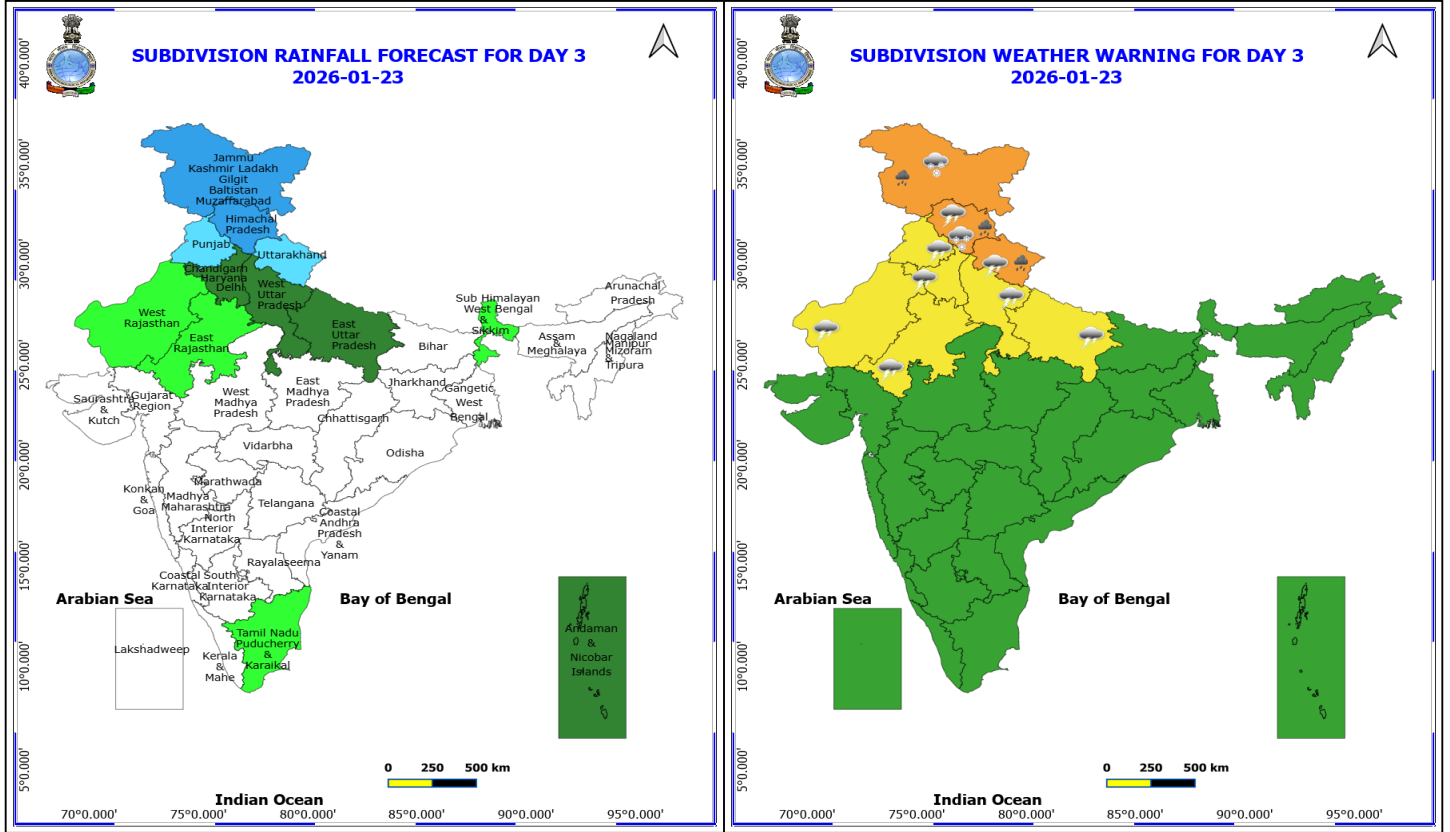 SUBDIVISION RAINFALL FORECAST FOR DAY 3
2026-01-23
40°0.000'
35°0.000'
30°0.000'
25°0.000'
20°0.000'
15°0.000'
10°0.000'
5°0.000'
Jammu
Kashmir Ladakh
Gilgit
Baltistan
Muzaffarabad
Himachal
Pradesh
Punjab
Uttarakhand
Chandigarh
Haryana
Delhi
West
Uttar
Pradesh
East
Uttar
Pradesh
West
Rajasthan
East
Rajasthan
Sub Himalayan
West Bengal
&
Sikkim
Arunachal
Pradesh
Assam
&
Meghalaya
Nagaland
Manipur
Mizoram
&
Tripura
Bihar
Jharkhand
Gangetic
West
Bengal
East
Madhya
Pradesh
West
Madhya
Pradesh
Gujarat
Region
Saurashtra
&
Kutch
Chhattisgarh
Vidarbha
Odisha
Marathwada
Konkan
&
Goa
Madhya
Maharashtra
Telangana
North
Interior
Karnataka
Coastal
Andhra
Pradesh
&
Yanam
Rayalaseema
Coastal
Karnataka
South
Interior
Karnataka
Arabian Sea
Bay of Bengal
Tamil Nadu
Puducherry
&
Karaikal
Kerala
&
Mahe
Lakshadweep
Andaman
&
Nicobar
Islands
0 250 500 km
Indian Ocean
70°0.000' 75°0.000' 80°0.000' 85°0.000' 90°0.000' 95°0.000'
SUBDIVISION WEATHER WARNING FOR DAY 3
2026-01-23
40°0.000'
35°0.000'
30°0.000'
25°0.000'
20°0.000'
15°0.000'
10°0.000'
5°0.000'
Arabian Sea
Bay of Bengal
0 250 500 km
Indian Ocean
70°0.000' 75°0.000' 80°0.000' 85°0.000' 90°0.000' 95°0.000'